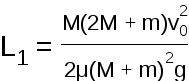 L₁ = M(2M + m)v₀² / 2μ(M + m)²g